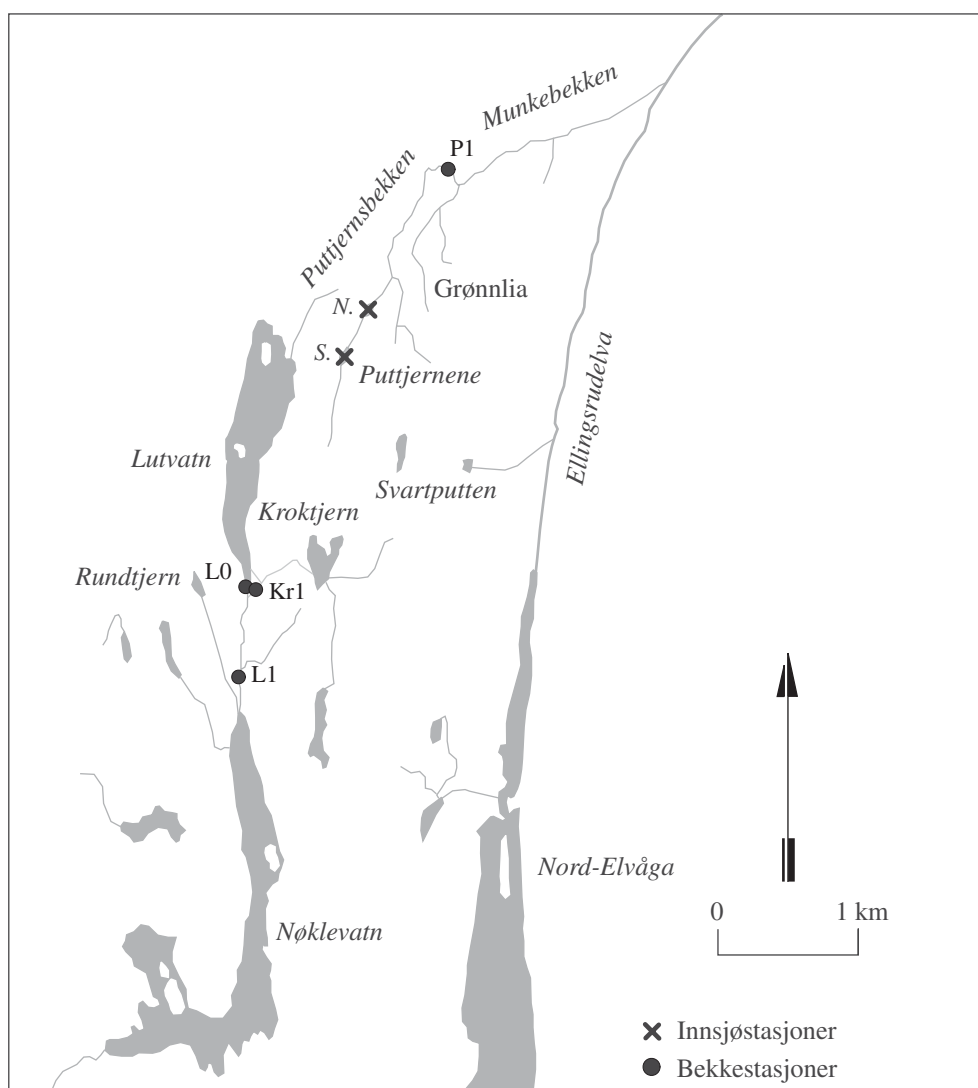 Munkebekken
P1
Puttjernsbekken
Grønnlia
N.
S.
Puttjernene
Ellingsrudelva
Lutvatn
Svartputten
Kroktjern
Rundtjern
L0
Kr1
L1
Nord-Elvåga
0 1 km
Nøklevatn
Innsjøstasjoner
Bekkestasjoner